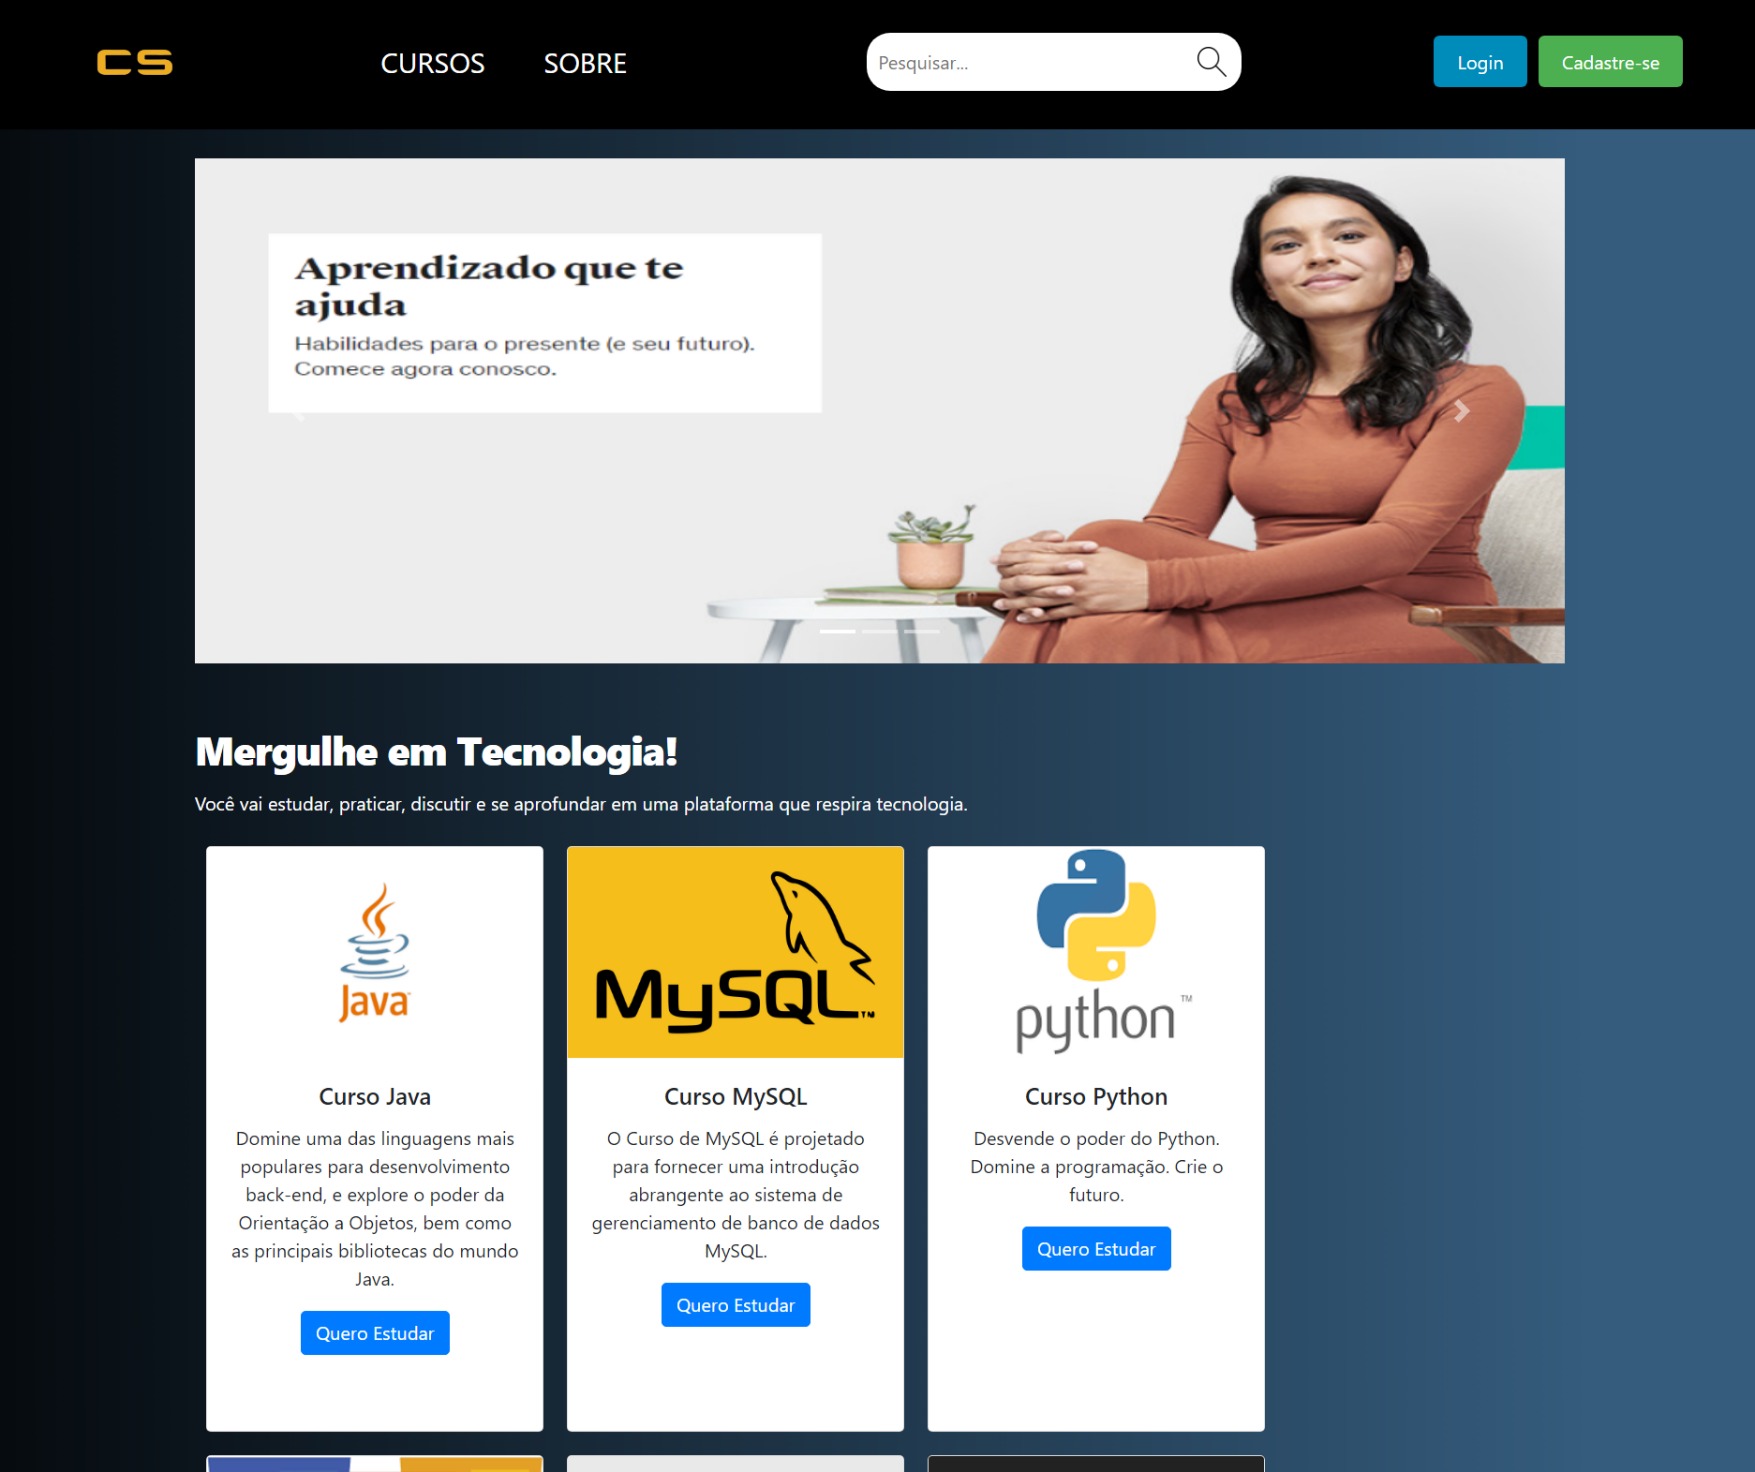 CS
CURSOS
SOBRE
Pesquisar...
Login
Cadastre-se
Aprendizado que te
ajuda
Habilidades para o presente (e seu futuro).
Comece agora conosco.
Mergulhe em Tecnologia!
Você vai estudar, praticar, discutir e se aprofundar em uma plataforma que respira tecnologia.
Java
Curso Java
Domine uma das linguagens mais
populares para desenvolvimento
back-end, e explore o poder da
Orientação a Objetos, bem como
as principais bibliotecas do mundo
Java.
Quero Estudar
MySQL™
Curso MySQL
O Curso de MySQL é projetado
para fornecer uma introdução
abrangente ao sistema de
gerenciamento de banco de dados
MySQL.
Quero Estudar
python™
Curso Python
Desvende o poder do Python.
Domine a programação. Crie o
futuro.
Quero Estudar